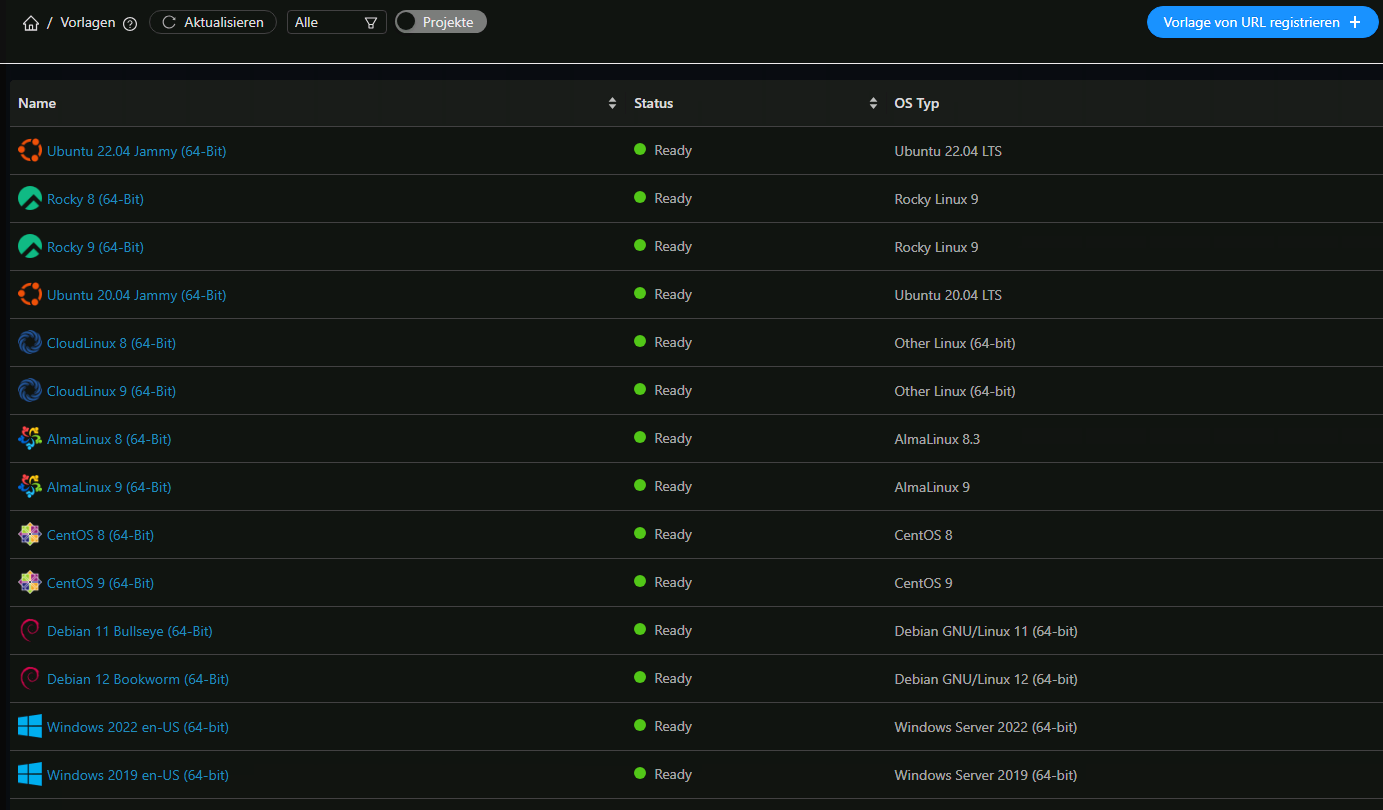 / Vorlagen ? Aktualisieren Alle Projekte Vorlage von URL registrieren +
Name Status OS Typ
Ubuntu 22.04 Jammy (64-Bit) Ready Ubuntu 22.04 LTS
Rocky 8 (64-Bit) Ready Rocky Linux 9
Rocky 9 (64-Bit) Ready Rocky Linux 9
Ubuntu 20.04 Jammy (64-Bit) Ready Ubuntu 20.04 LTS
CloudLinux 8 (64-Bit) Ready Other Linux (64-bit)
CloudLinux 9 (64-Bit) Ready Other Linux (64-bit)
AlmaLinux 8 (64-Bit) Ready AlmaLinux 8.3
AlmaLinux 9 (64-Bit) Ready AlmaLinux 9
CentOS 8 (64-Bit) Ready CentOS 8
CentOS 9 (64-Bit) Ready CentOS 9
Debian 11 Bullseye (64-Bit) Ready Debian GNU/Linux 11 (64-bit)
Debian 12 Bookworm (64-Bit) Ready Debian GNU/Linux 12 (64-bit)
Windows 2022 en-US (64-bit) Ready Windows Server 2022 (64-bit)
Windows 2019 en-US (64-bit) Ready Windows Server 2019 (64-bit)